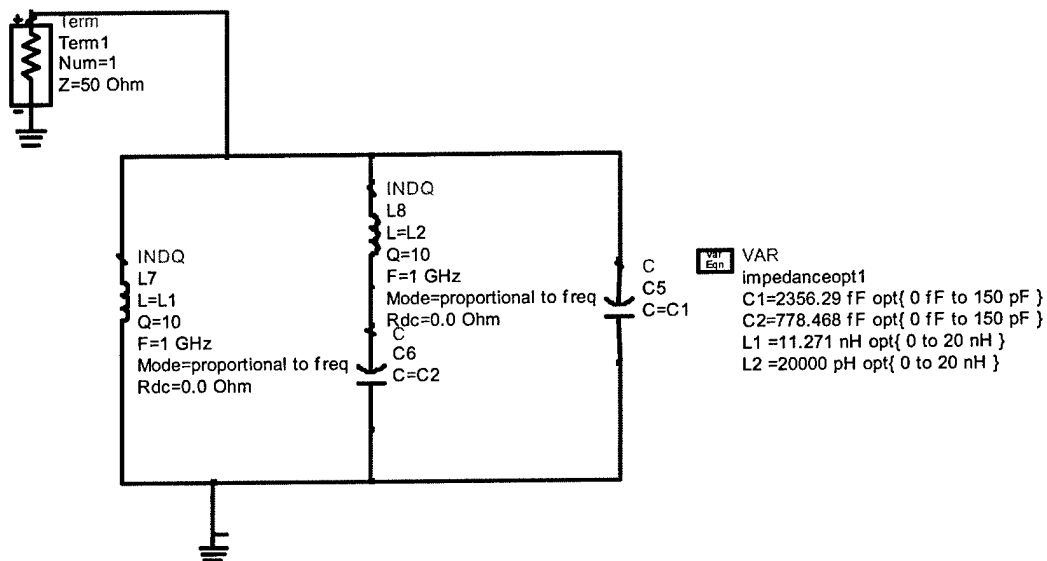 Term
Term1
Num=1
Z=50 Ohm
INDQ
L7
L=L1
Q=10
F=1 GHz
Mode=proportional to freq
Rdc=0.0 Ohm
INDQ
L8
L=L2
Q=10
F=1 GHz
Mode=proportional to freq
Rdc=0.0 Ohm
C
C6
C=C2
C
C5
C=C1
Var
Eqn
VAR
impedanceopt1
C1=2356.29 fF opt{ 0 fF to 150 pF }
C2=778.468 fF opt{ 0 fF to 150 pF }
L1 =11.271 nH opt{ 0 to 20 nH }
L2 =20000 pH opt{ 0 to 20 nH }